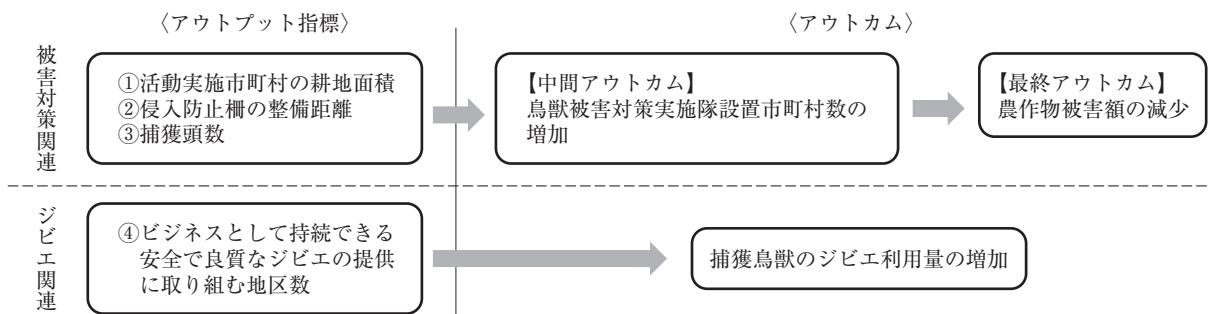 〈アウトプット指標〉
〈アウトカム〉
被害対策関連
①活動実施市町村の耕地面積
②侵入防止柵の整備距離
③捕獲頭数
【中間アウトカム】
鳥獣被害対策実施隊設置市町村数の
増加
【最終アウトカム】
農作物被害額の減少
ジビエ関連
④ビジネスとして持続できる
安全で良質なジビエの提供
に取り組む地区数
捕獲鳥獣のジビエ利用量の増加